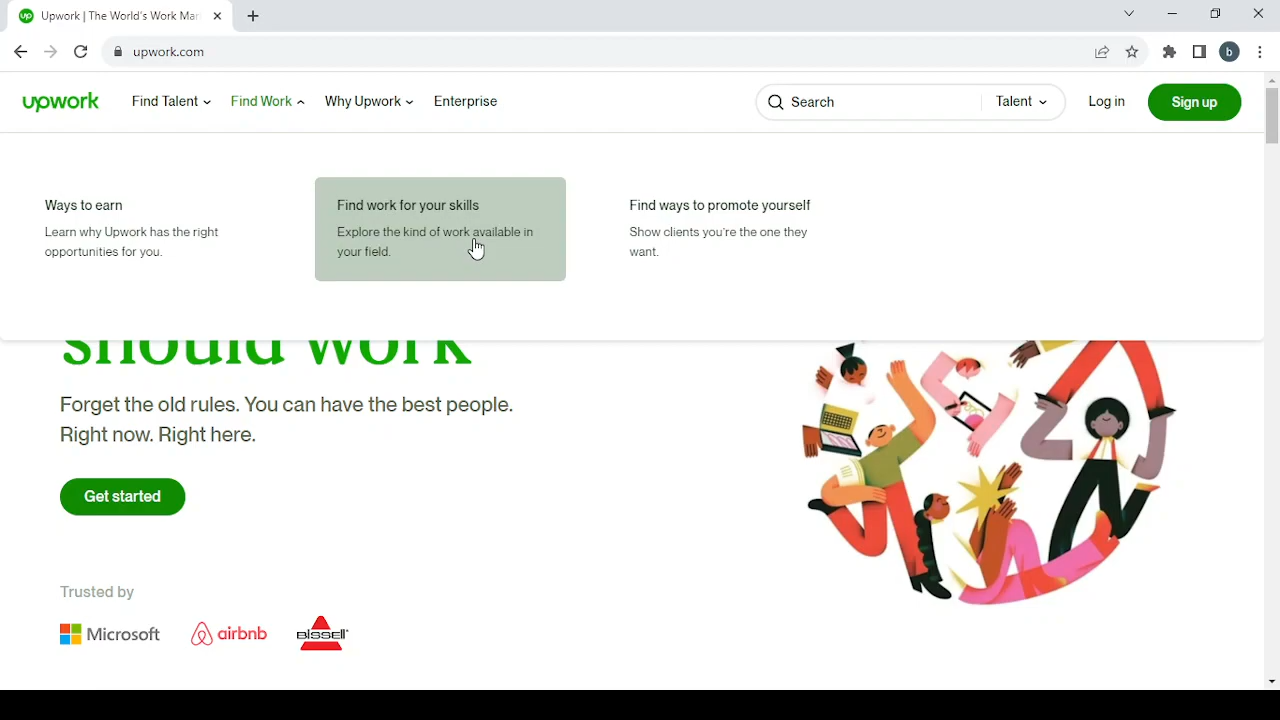 Upwork | The World's Work Mar
upwork.com
b
upwork Find Talent Find Work Why Upwork Enterprise Search Talent Log in Sign up
Ways to earn
Learn why Upwork has the right
opportunities for you.
Find work for your skills
Explore the kind of work available in
your field.
Find ways to promote yourself
Show clients you're the one they
want.
should work
Forget the old rules. You can have the best people.
Right now. Right here.
Get started
Trusted by
Microsoft airbnb BISSELL